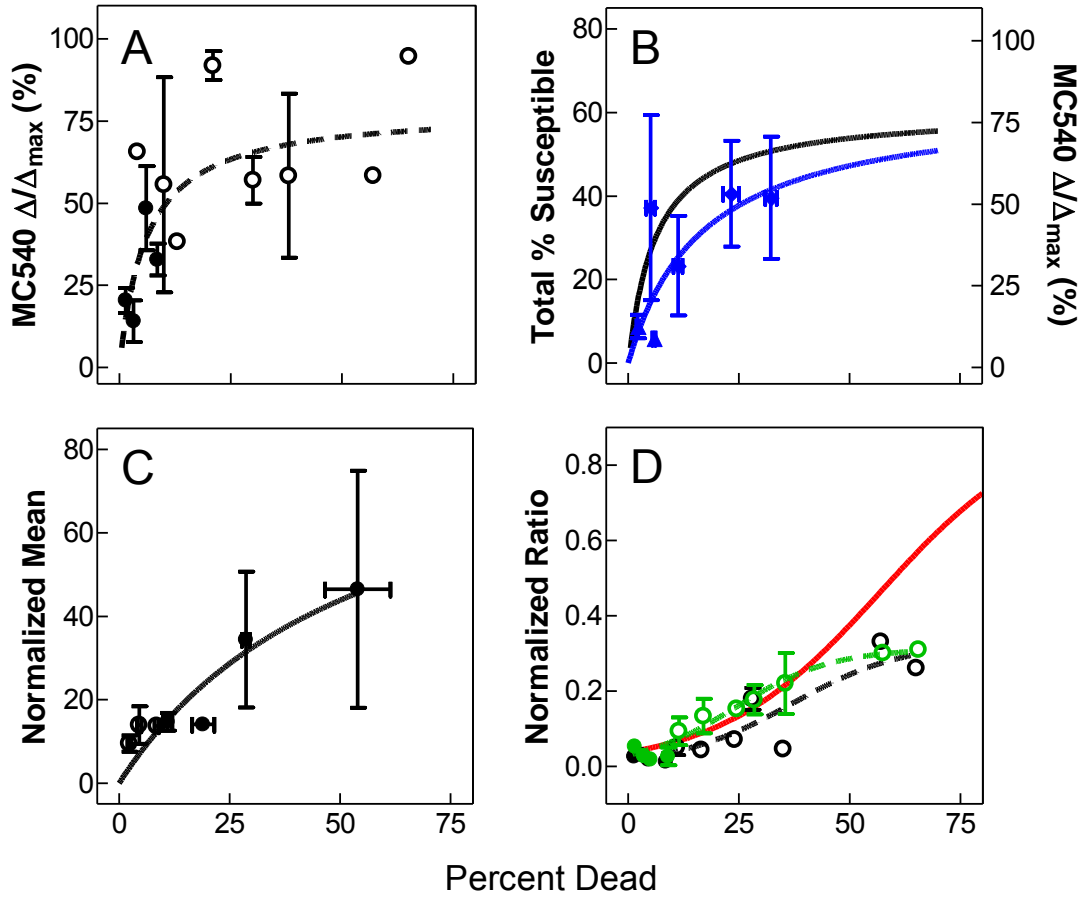 A
MC540 Δ/Δmax (%)
100
75
50
25
0
B
Total % Susceptible
80
60
40
20
0
MC540 Δ/Δmax (%)
100
75
50
25
0
C
Normalized Mean
80
60
40
20
0
0 25 50 75
D
Normalized Ratio
0.8
0.6
0.4
0.2
0.0
0 25 50 75
Percent Dead